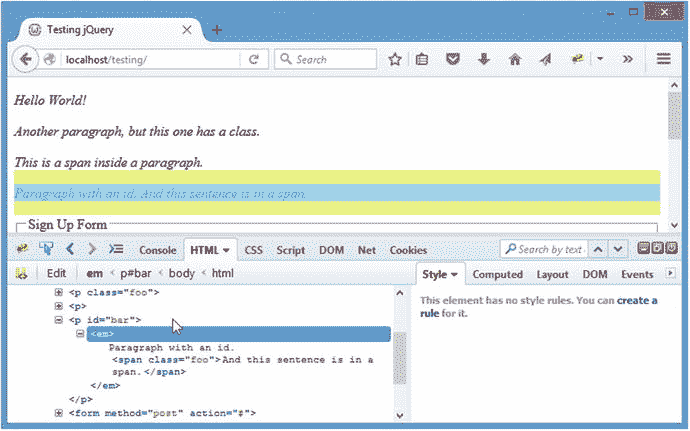 Testing jQuery
localhost/testing/
Search
Hello World!
Another paragraph, but this one has a class.
This is a span inside a paragraph.
Paragraph with an id. And this sentence is in a span.
Sign Up Form
Console HTML CSS Script DOM Net Cookies
Search by text
Edit em < p#bar < body < html
Style Computed Layout DOM Events
<p class="foo">
<p>
<p id="bar">
<em>
Paragraph with an id.
<span class="foo">And this sentence is in a
span.</span>
</em>
</p>
<form method="post" action="#">
This element has no style rules. You can create a
rule for it.